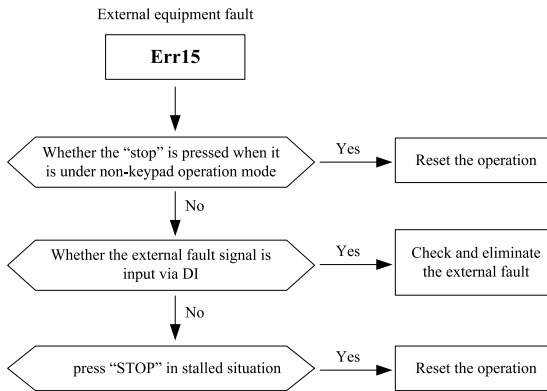 External equipment fault
Err15
Whether the “stop” is pressed when it
is under non-keypad operation mode
Yes
Reset the operation
No
Whether the external fault signal is
input via DI
Yes
Check and eliminate
the external fault
No
press “STOP” in stalled situation
Yes
Reset the operation